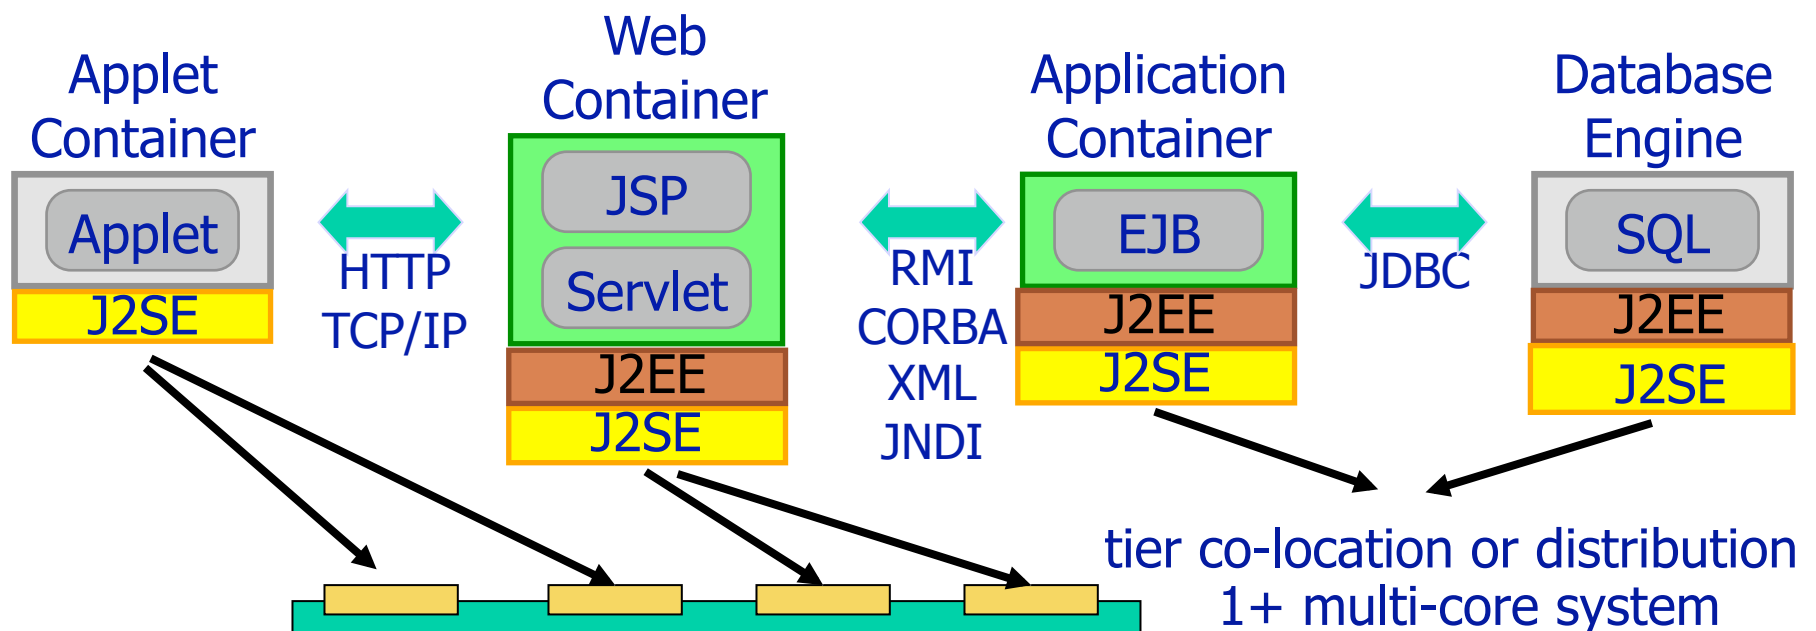 Applet
Container
Applet
J2SE
HTTP
TCP/IP
Web
Container
JSP
Servlet
J2EE
J2SE
RMI
CORBA
XML
JNDI
Application
Container
EJB
J2EE
J2SE
JDBC
Database
Engine
SQL
J2EE
J2SE
tier co-location or distribution
1+ multi-core system